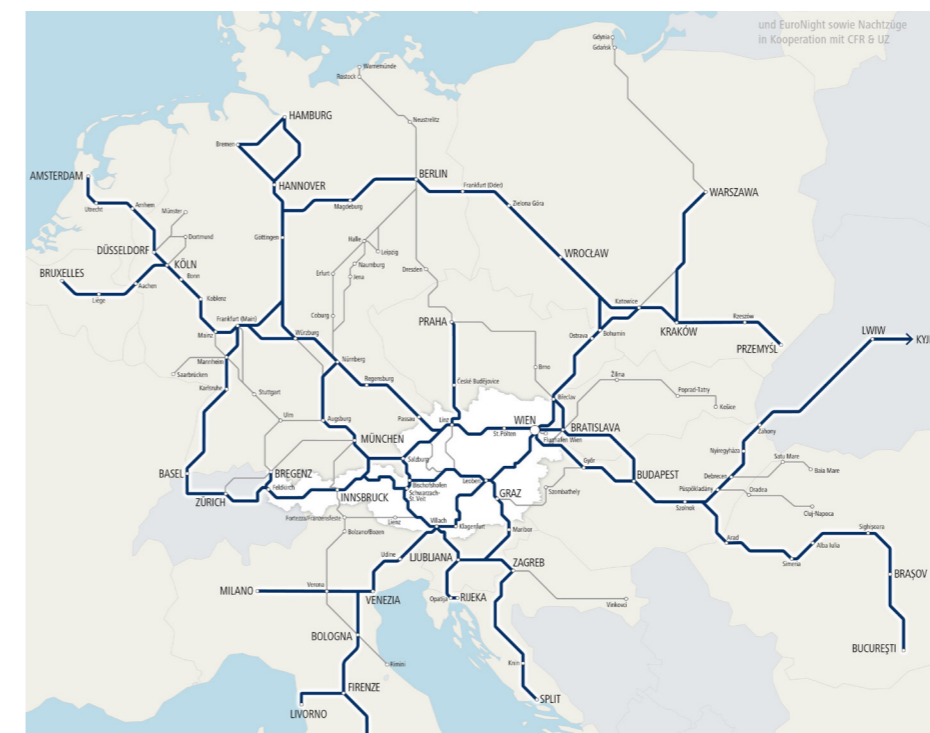 und EuroNight sowie Nachtzüge
in Kooperation mit CFR & UZ
Gdynia
Gdańsk
Warnemünde
Rostock
HAMBURG
Neustrelitz
Bremen
AMSTERDAM
HANNOVER
BERLIN
Frankfurt (Oder)
WARSZAWA
Utrecht
Arnhem
Münster
Magdeburg
Zielona Góra
Dortmund
Göttingen
Halle
Leipzig
DÜSSELDORF
WROCŁAW
KÖLN
Naumburg
Dresden
BRUXELLES
Bonn
Erfurt
Jena
Aachen
Liège
Koblenz
Katowice
Coburg
Frankfurt (Main)
PRAHA
Rzeszów
KRAKÓW
LWIW
KYJ
Mainz
Würzburg
Ostrava
Bohumín
PRZEMYŚL
Mannheim
Nürnberg
Brno
Saarbrücken
Žilina
Karlsruhe
Stuttgart
Regensburg
České Budějovice
Poprad-Tatry
Břeclav
Košice
Ulm
Augsburg
Passau
Linz
WIEN
St. Pölten
BRATISLAVA
Zahony
MÜNCHEN
Flughafen Wien
Nyíregyháza
Salzburg
Győr
Satu Mare
BASEL
BREGENZ
BUDAPEST
Debrecen
Baia Mare
Feldkirch
Leoben
Bischofshofen
Püspökladány
Oradea
ZÜRICH
INNSBRUCK
Schwarzach-
St. Veit
GRAZ
Szombathely
Szolnok
Cluj-Napoca
Fortezza/Franzensfeste
Lienz
Villach
Klagenfurt
Bolzano/Bozen
Maribor
Sighișoara
Arad
Alba Iulia
Udine
LJUBLJANA
ZAGREB
Simeria
BRAȘOV
MILANO
Verona
VENEZIA
Opatija
RIJEKA
Vinkovci
BOLOGNA
Rimini
Knin
BUCUREȘTI
FIRENZE
SPLIT
LIVORNO